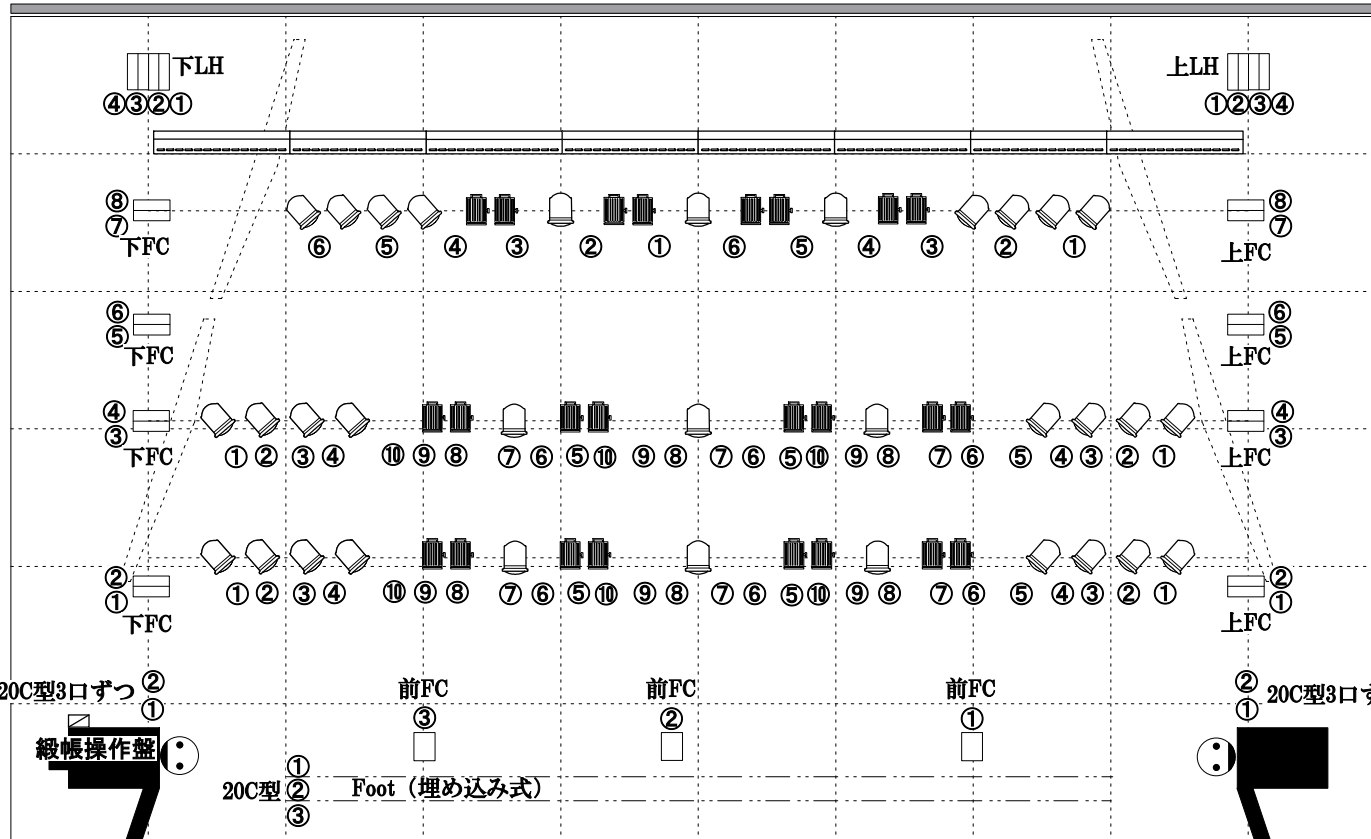 下LH 上LH
④③②① ①②③④
⑧ ⑧
⑦ ⑦
下FC ⑥ ⑤ ④ ③ ② ① ⑥ ⑤ ④ ③ ② ① 上FC
⑥ ⑥
⑤ ⑤
下FC 上FC
④ ④
③ ③
下FC ① ② ③ ④ ⑩ ⑨ ⑧ ⑦ ⑥ ⑤ ⑩ ⑨ ⑧ ⑦ ⑥ ⑤ ⑩ ⑨ ⑧ ⑦ ⑥ ⑤ ④ ③ ② ① 上FC
② ②
① ① ② ③ ④ ⑩ ⑨ ⑧ ⑦ ⑥ ⑤ ⑩ ⑨ ⑧ ⑦ ⑥ ⑤ ⑩ ⑨ ⑧ ⑦ ⑥ ⑤ ④ ③ ② ① ①
下FC 上FC
20C型3口ずつ ② 前FC 前FC 前FC ② 20C型3口
① ③ ② ① ①
緞帳操作盤
①
20C型 ② Foot（埋め込み式）
③